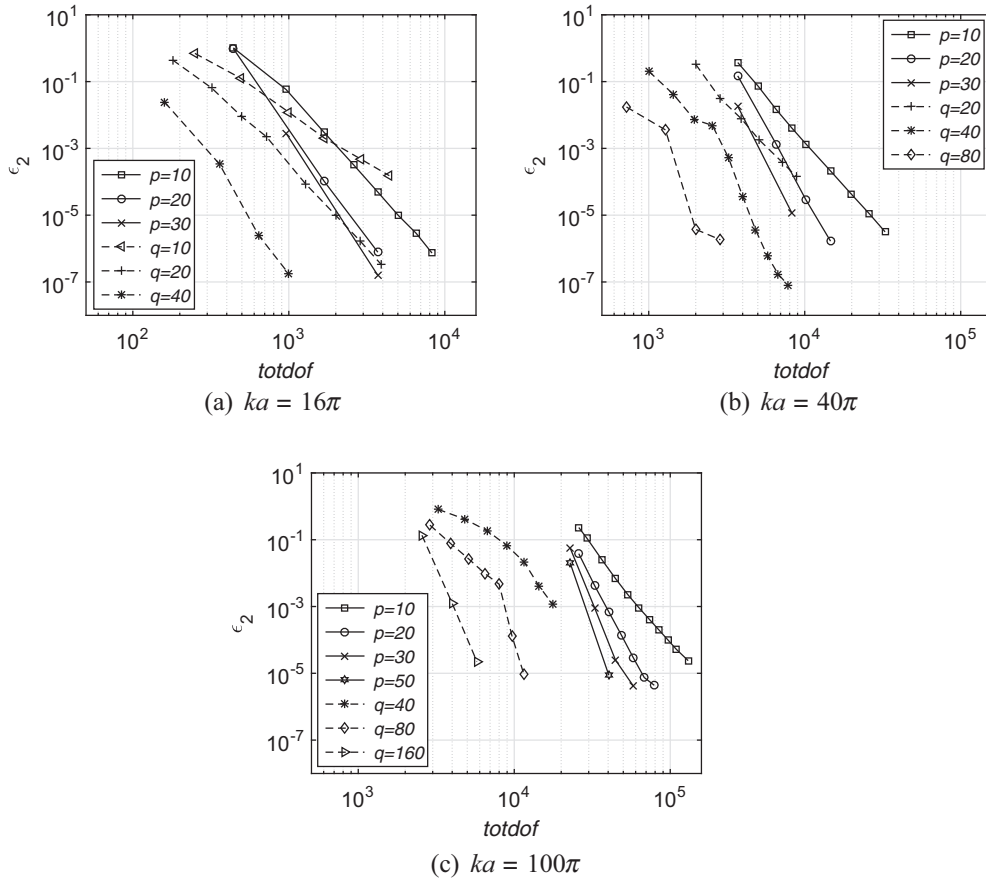 10^1
10^-1
10^-3
10^-5
10^-7
ϵ_2
p=10
p=20
p=30
q=10
q=20
q=40
10^2
10^3
10^4
totdof
(a) ka = 16π
10^1
10^-1
10^-3
10^-5
10^-7
ϵ_2
p=10
p=20
p=30
q=20
q=40
q=80
10^3
10^4
10^5
totdof
(b) ka = 40π
10^1
10^-1
10^-3
10^-5
10^-7
ϵ_2
p=10
p=20
p=30
p=50
q=40
q=80
q=160
10^3
10^4
10^5
totdof
(c) ka = 100π